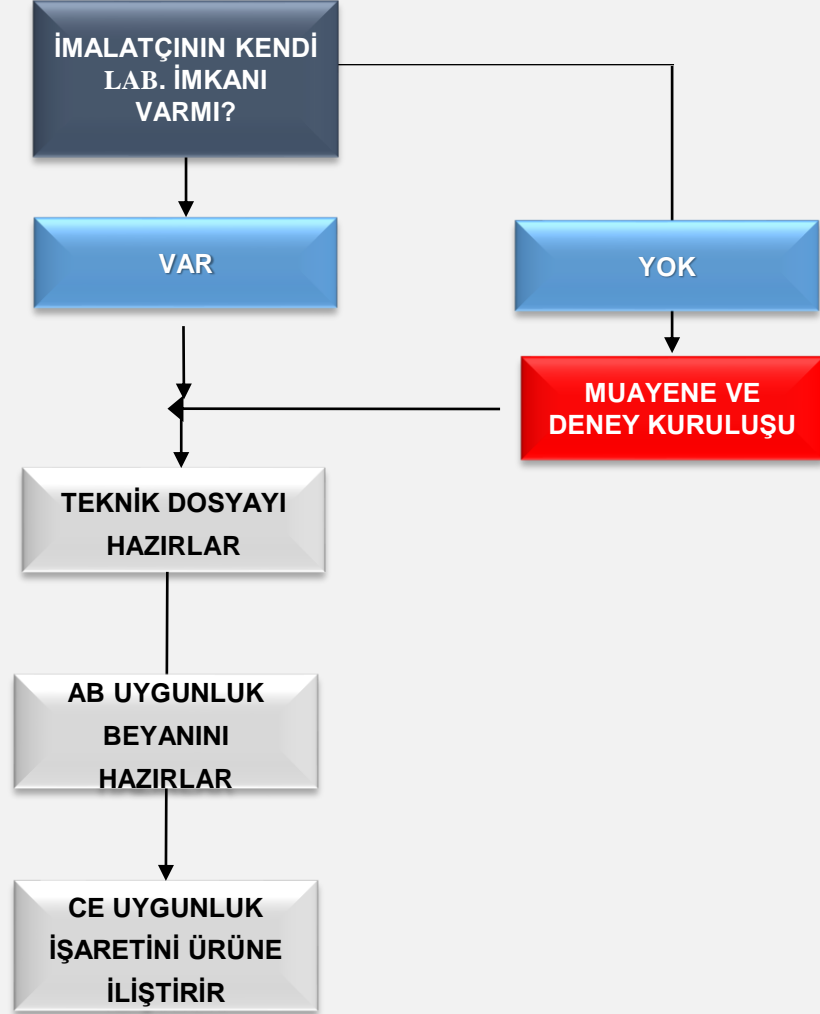 İMALATÇININ KENDİ
LAB. İMKANI
VARMI?
VAR
YOK
MUAYENE VE
DENEY KURULUŞU
TEKNİK DOSYAYI
HAZIRLAR
AB UYGUNLUK
BEYANINI
HAZIRLAR
CE UYGUNLUK
İŞARETİNİ ÜRÜNE
İLİŞTİRİR